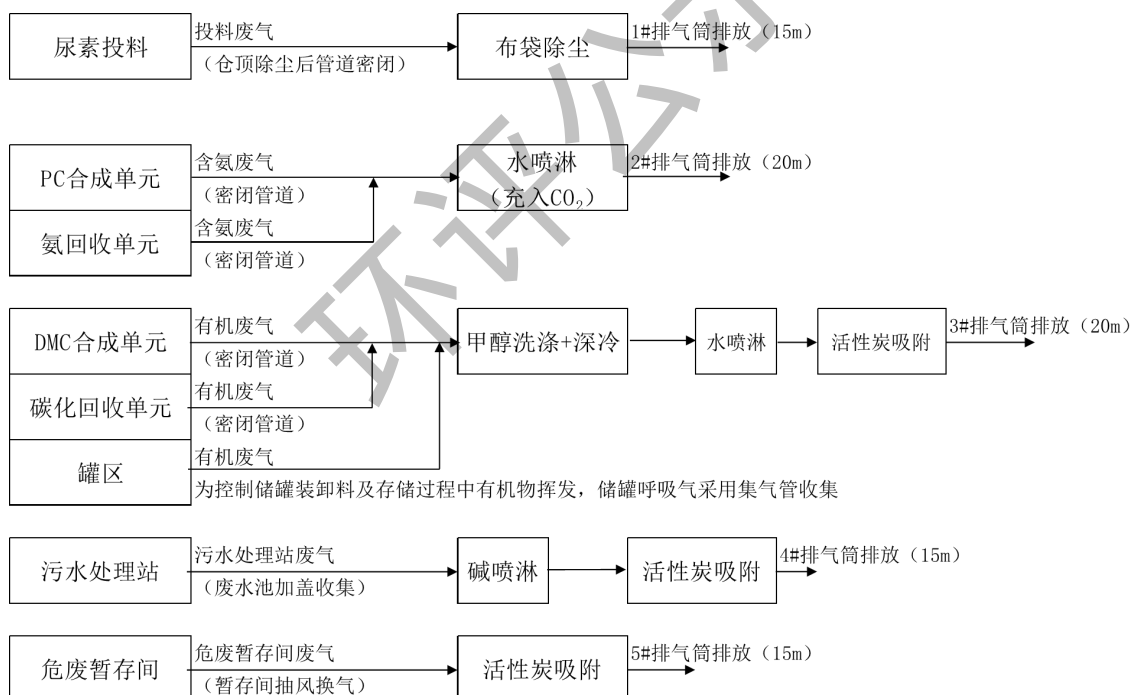 尿素投料
投料废气
（仓顶除尘后管道密闭）
布袋除尘
1#排气筒排放（15m）
PC合成单元
含氨废气
（密闭管道）
水喷淋
（充入CO₂）
2#排气筒排放（20m）
氨回收单元
含氨废气
（密闭管道）
DMC合成单元
有机废气
（密闭管道）
甲醇洗涤+深冷
水喷淋
活性炭吸附
3#排气筒排放（20m）
碳化回收单元
有机废气
（密闭管道）
罐区
有机废气
为控制储罐装卸料及存储过程中有机物挥发，储罐呼吸气采用集气管收集
污水处理站
污水处理站废气
（废水池加盖收集）
碱喷淋
活性炭吸附
4#排气筒排放（15m）
危废暂存间
危废暂存间废气
（暂存间抽风换气）
活性炭吸附
5#排气筒排放（15m）
环评公示